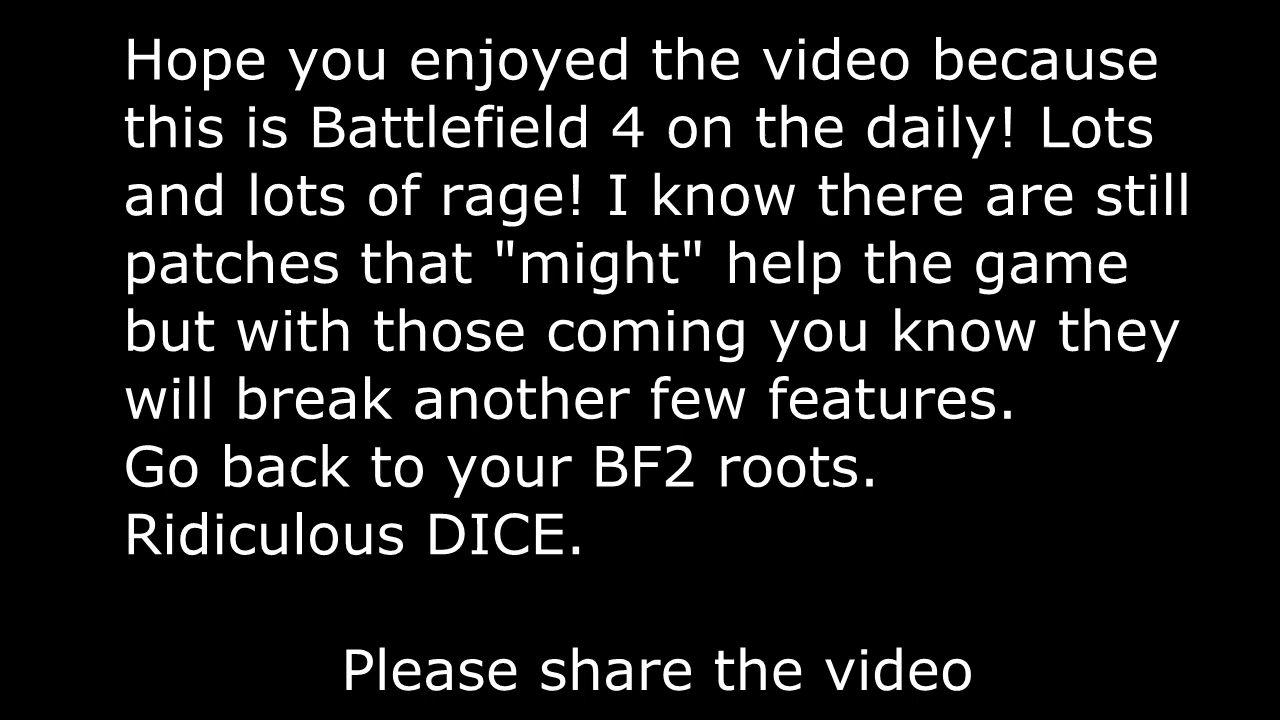 Hope you enjoyed the video because
this is Battlefield 4 on the daily! Lots
and lots of rage! I know there are still
patches that "might" help the game
but with those coming you know they
will break another few features.
Go back to your BF2 roots.
Ridiculous DICE.
Please share the video